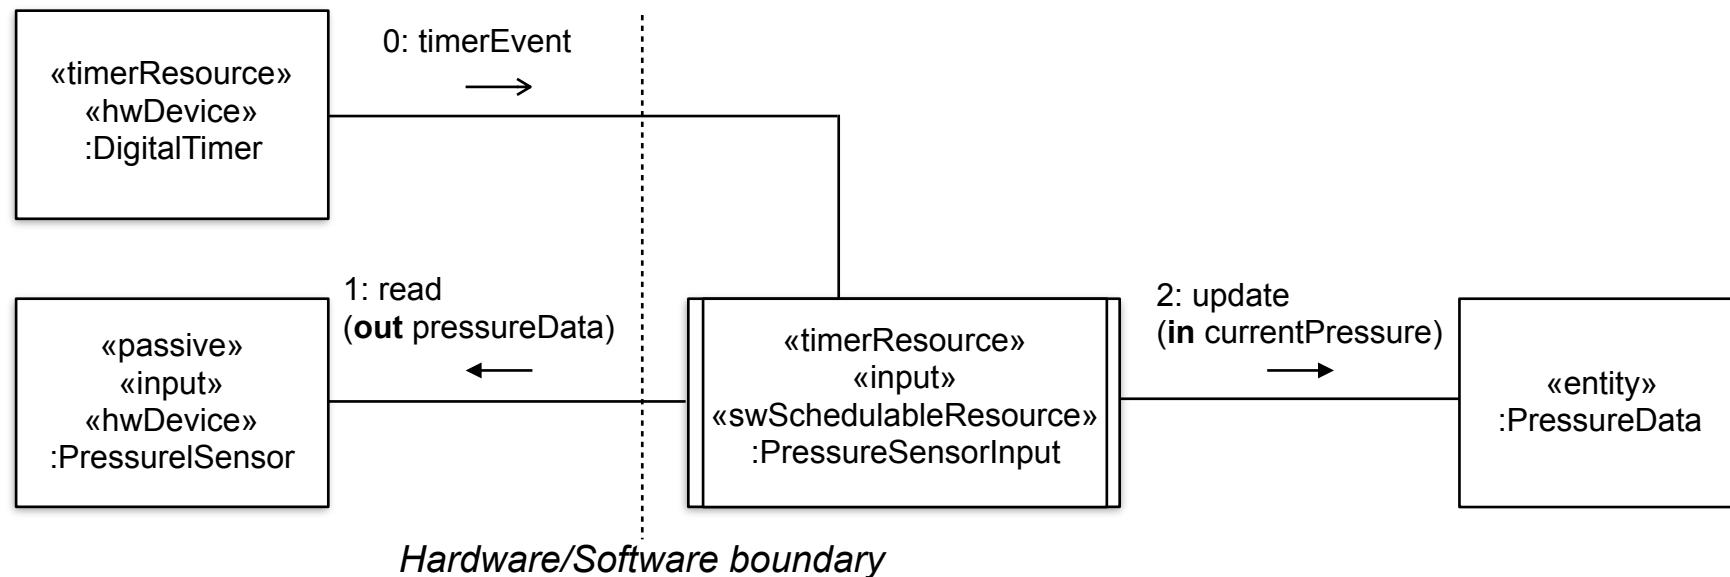 «timerResource»
«hwDevice»
:DigitalTimer
0: timerEvent
1: read
(out pressureData)
«passive»
«input»
«hwDevice»
:PressurelSensor
«timerResource»
«input»
«swSchedulableResource»
:PressureSensorInput
2: update
(in currentPressure)
«entity»
:PressureData
Hardware/Software boundary